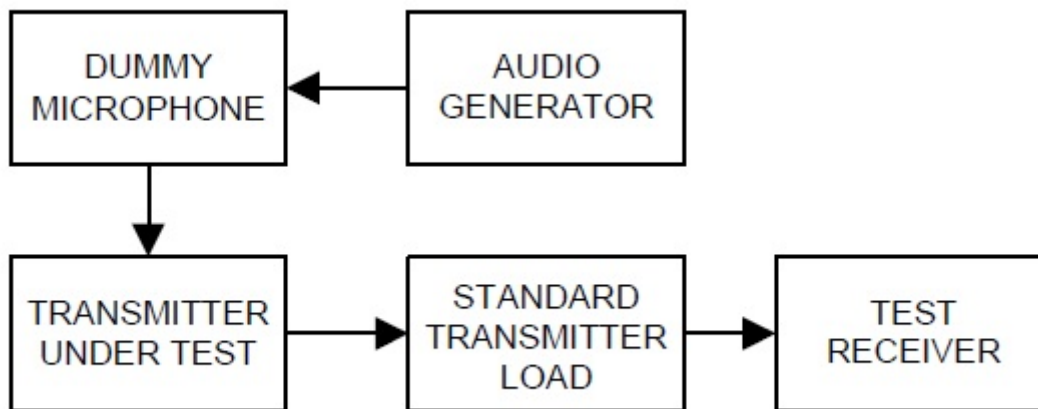 DUMMY
MICROPHONE
AUDIO
GENERATOR
TRANSMITTER
UNDER TEST
STANDARD
TRANSMITTER
LOAD
TEST
RECEIVER